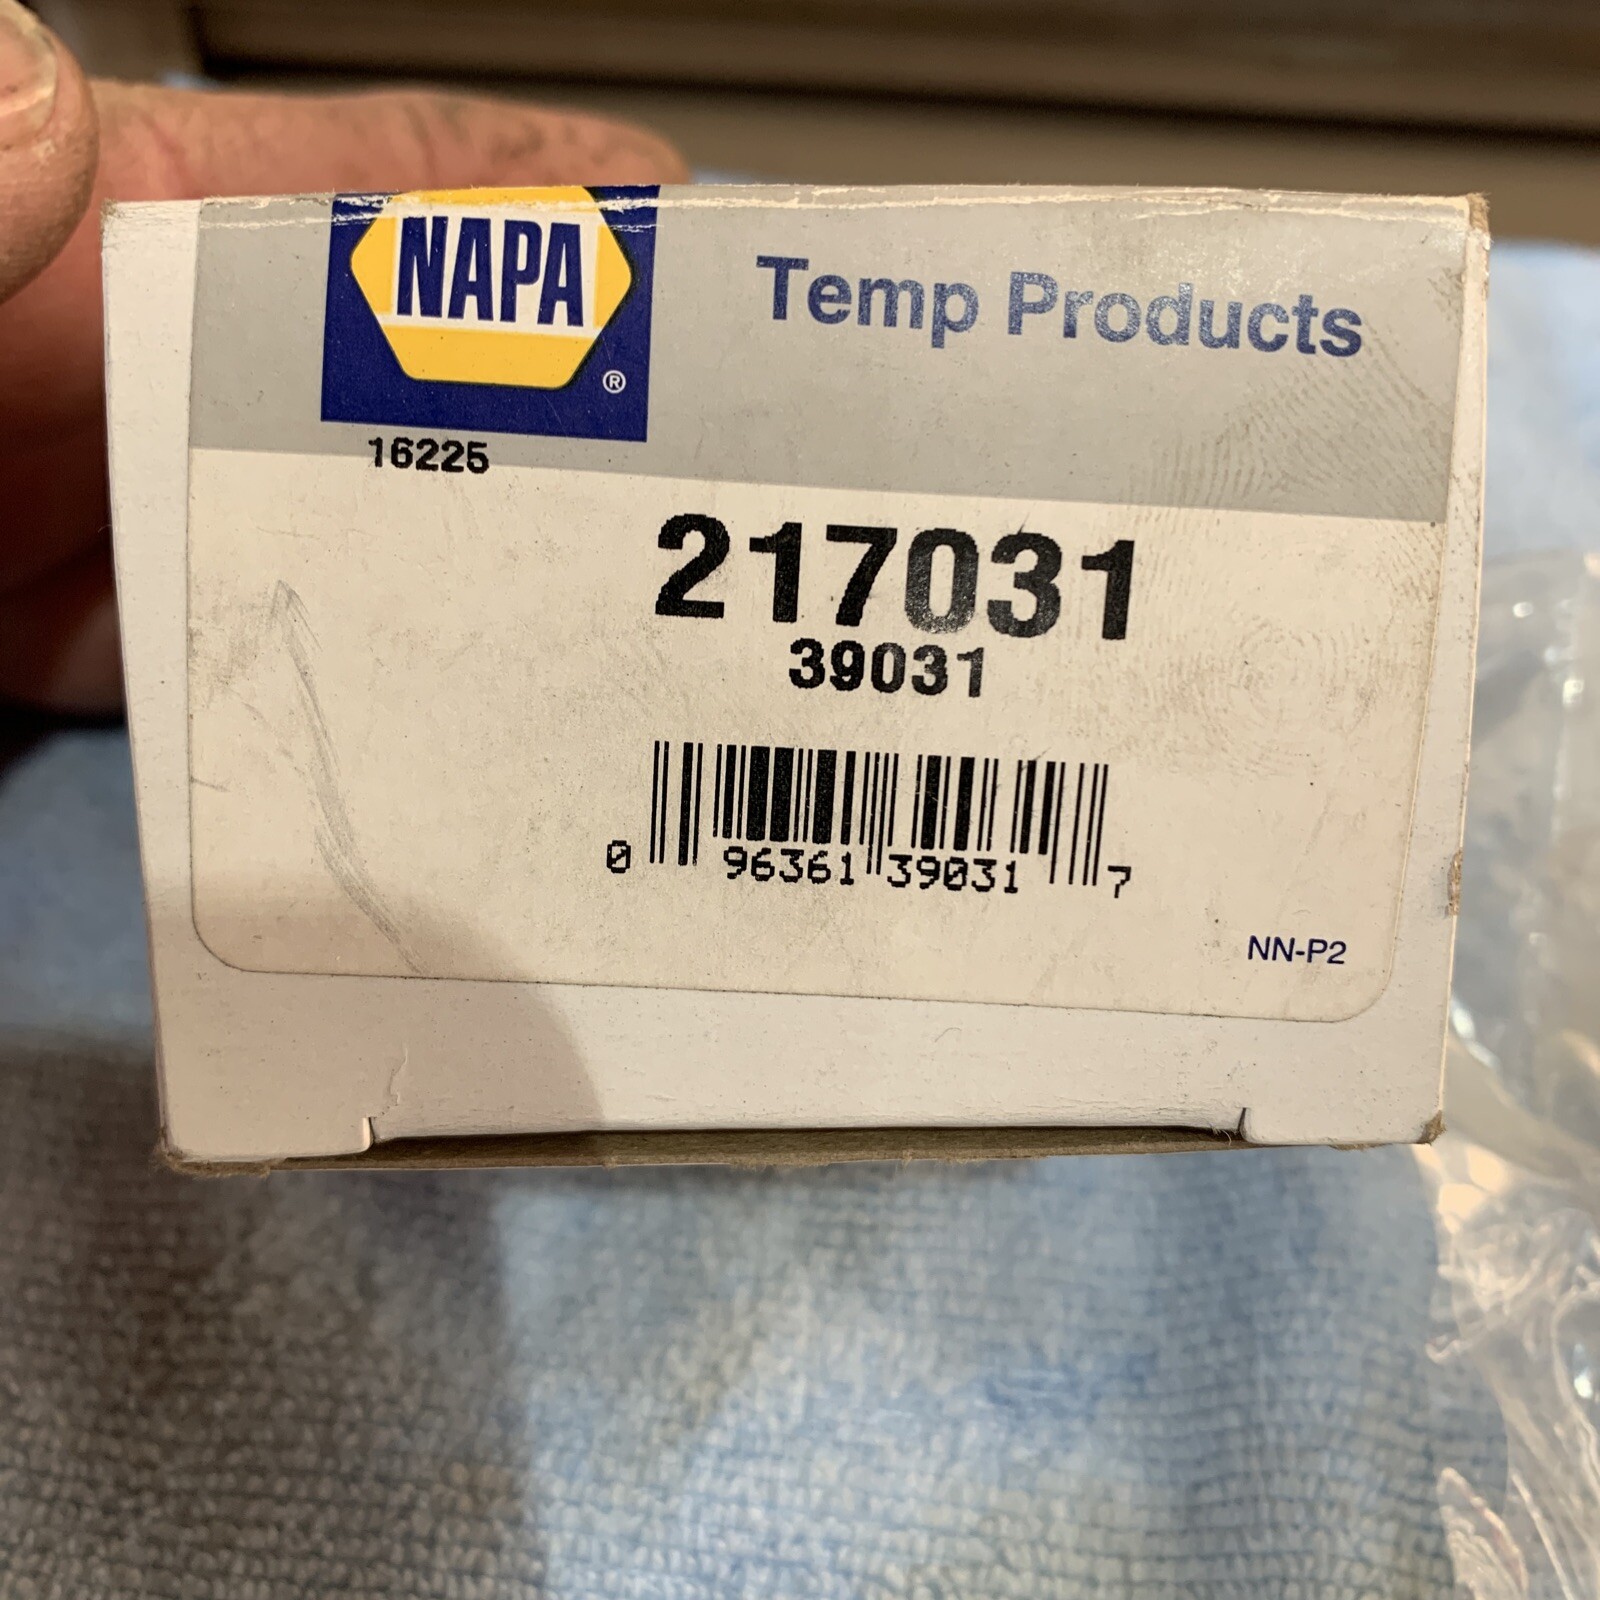 NAPA
®
Temp Products
16225
217031
39031
0 96361 39031 7
NN-P2